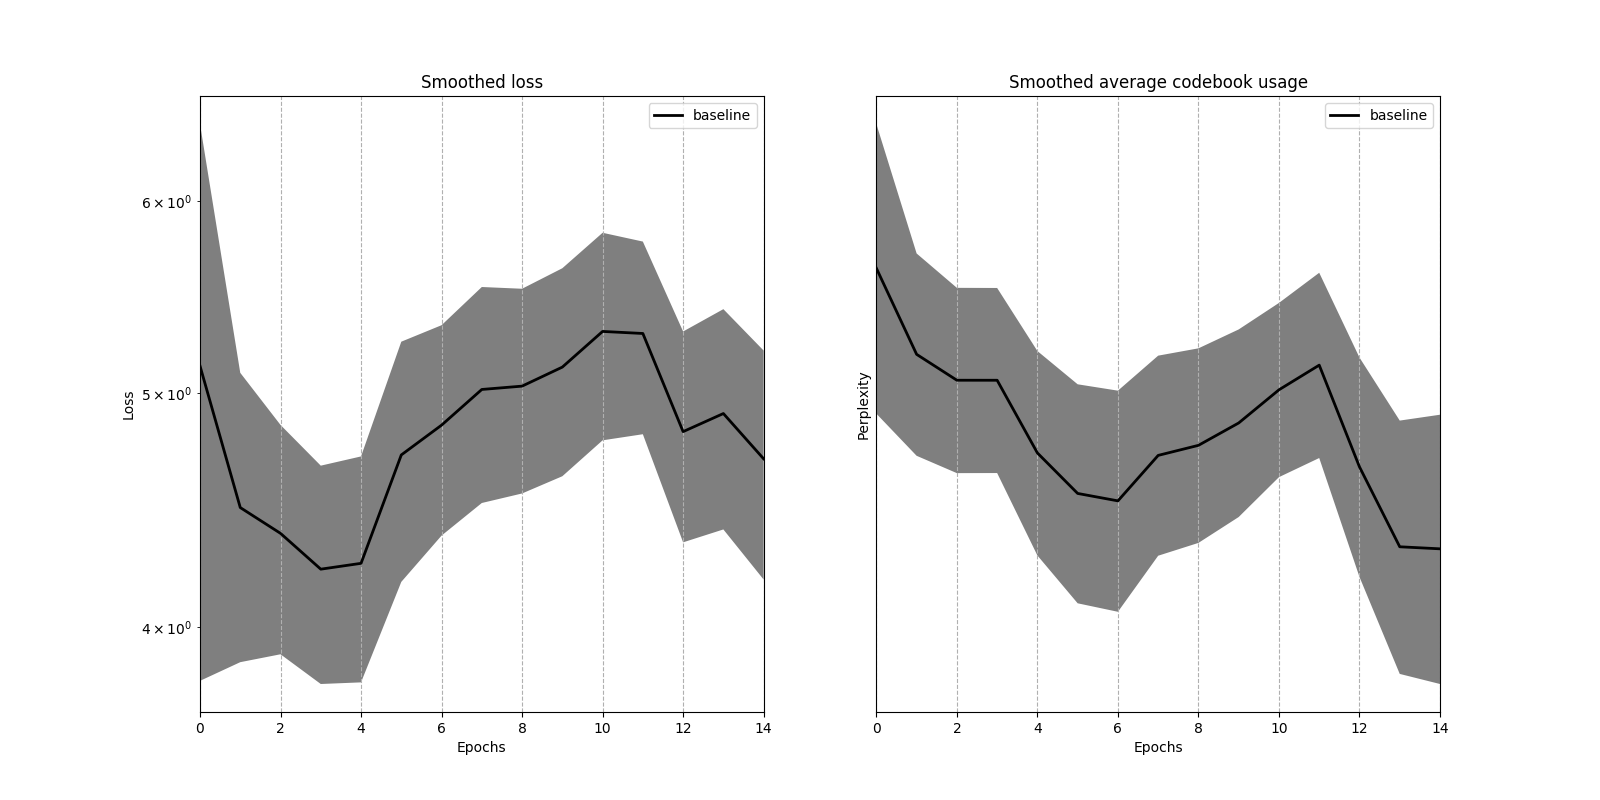 Smoothed loss
baseline
6 × 10⁰
5 × 10⁰
4 × 10⁰
Loss
0 2 4 6 8 10 12 14
Epochs
Smoothed average codebook usage
baseline
Perplexity
0 2 4 6 8 10 12 14
Epochs